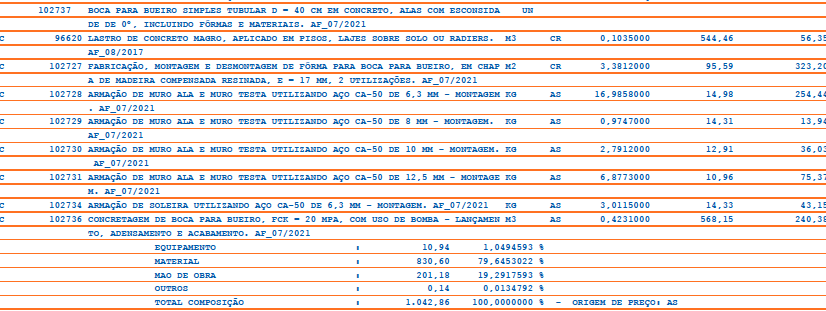 102737 BOCA PARA BUEIRO SIMPLES TUBULAR D = 40 CM EM CONCRETO, ALAS COM ESCONSIDA UN
DE DE 0°, INCLUINDO FÔRMAS E MATERIAIS. AF_07/2021
C 96620 LASTRO DE CONCRETO MAGRO, APLICADO EM PISOS, LAJES SOBRE SOLO OU RADIERS. M3 CR 0,1035000 544,46 56,35
AF_08/2017
C 102727 FABRICAÇÃO, MONTAGEM E DESMONTAGEM DE FÔRMA PARA BOCA PARA BUEIRO, EM CHAP M2 CR 3,3812000 95,59 323,20
A DE MADEIRA COMPENSADA RESINADA, E = 17 MM, 2 UTILIZAÇÕES. AF_07/2021
C 102728 ARMAÇÃO DE MURO ALA E MURO TESTA UTILIZANDO AÇO CA-50 DE 6,3 MM - MONTAGEM KG AS 16,9858000 14,98 254,44
. AF_07/2021
C 102729 ARMAÇÃO DE MURO ALA E MURO TESTA UTILIZANDO AÇO CA-50 DE 8 MM - MONTAGEM. KG AS 0,9747000 14,31 13,94
AF_07/2021
C 102730 ARMAÇÃO DE MURO ALA E MURO TESTA UTILIZANDO AÇO CA-50 DE 10 MM - MONTAGEM. KG AS 2,7912000 12,91 36,03
AF_07/2021
C 102731 ARMAÇÃO DE MURO ALA E MURO TESTA UTILIZANDO AÇO CA-50 DE 12,5 MM - MONTAGE KG AS 6,8773000 10,96 75,37
M. AF_07/2021
C 102734 ARMAÇÃO DE SOLEIRA UTILIZANDO AÇO CA-50 DE 6,3 MM - MONTAGEM. AF_07/2021 KG AS 3,0115000 14,33 43,15
C 102736 CONCRETAGEM DE BOCA PARA BUEIRO, FCK = 20 MPA, COM USO DE BOMBA - LANÇAMEN M3 AS 0,4231000 568,15 240,38
TO, ADENSAMENTO E ACABAMENTO. AF_07/2021
EQUIPAMENTO : 10,94 1,0494593 %
MATERIAL : 830,60 79,6453022 %
MAO DE OBRA : 201,18 19,2917593 %
OUTROS : 0,14 0,0134792 %
TOTAL COMPOSIÇÃO : 1.042,86 100,0000000 % - ORIGEM DE PREÇO: AS